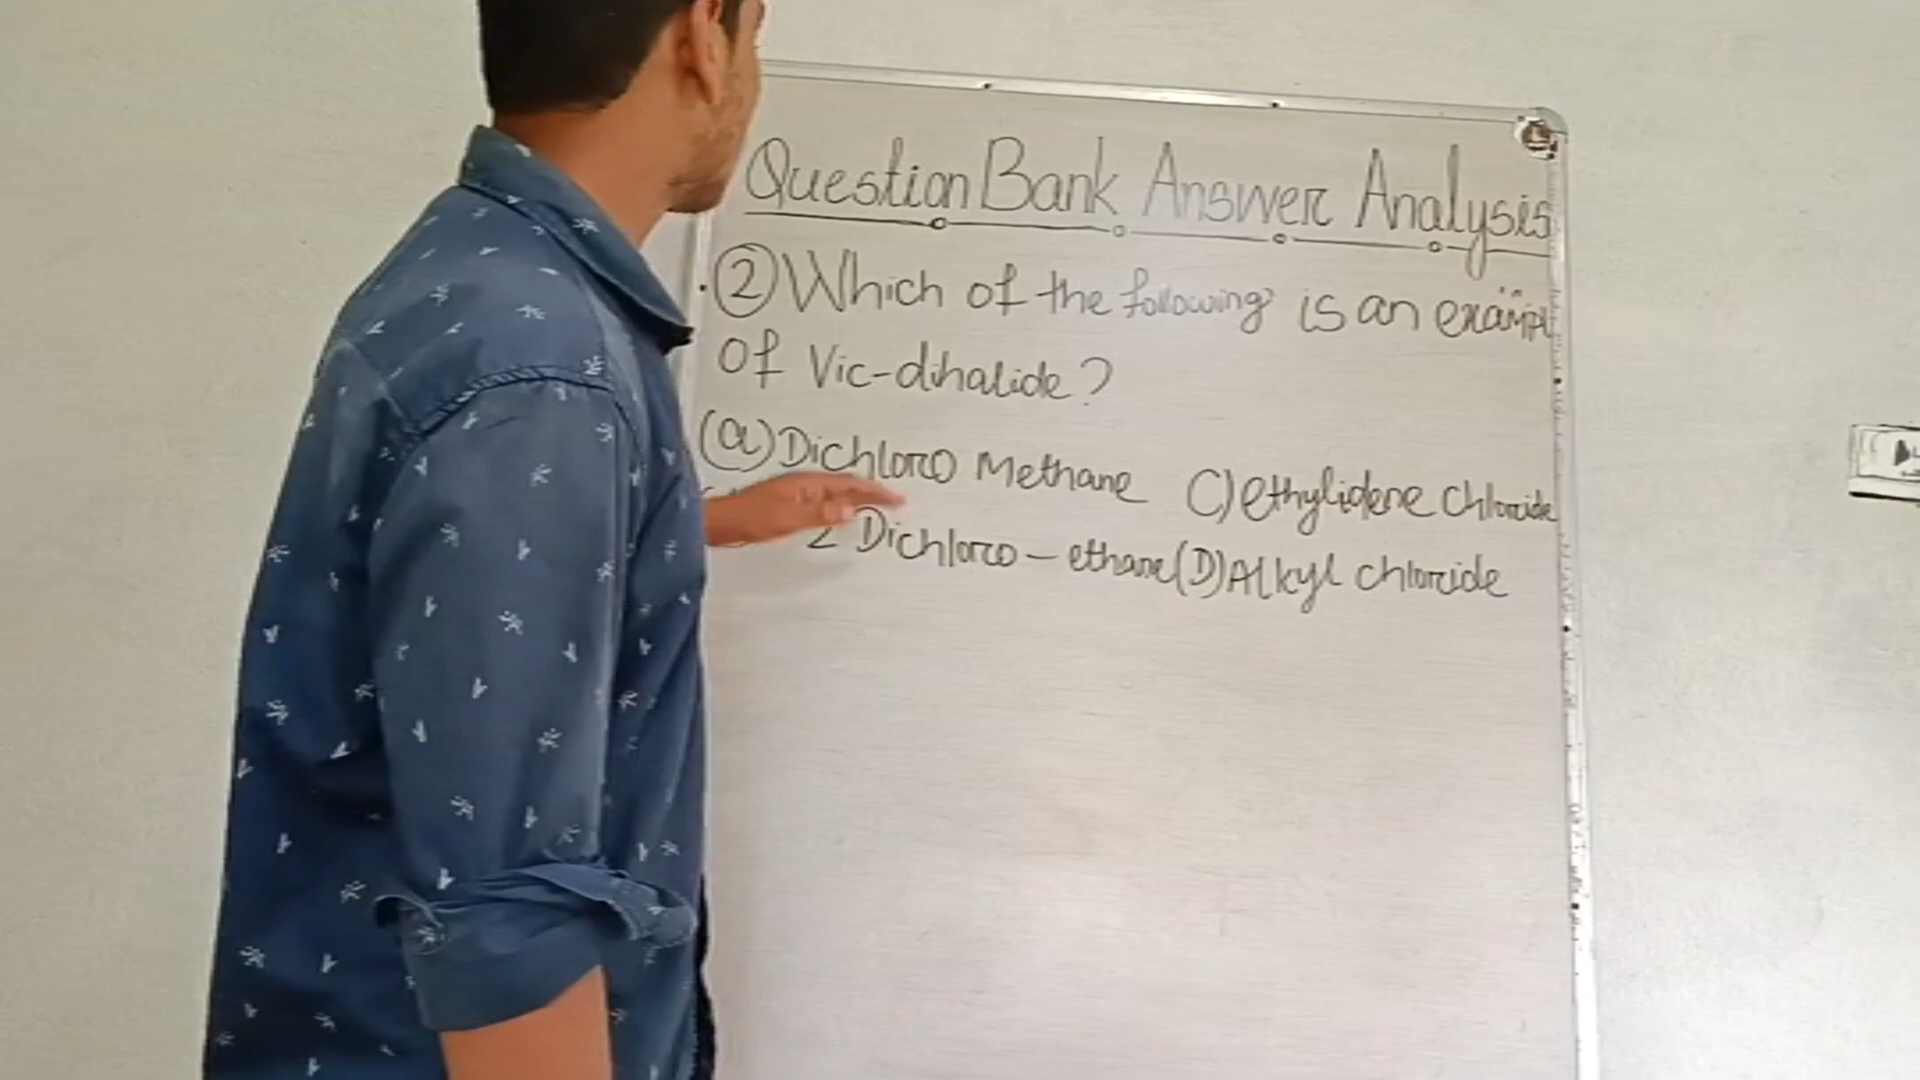 Question Bank Answer Analysis
② Which of the following is an exampl
of Vic-dihalide?
(a) Dichloro Methane C) ethylidene chloride
2 Dichloro-ethane (D) Alkyl chloride